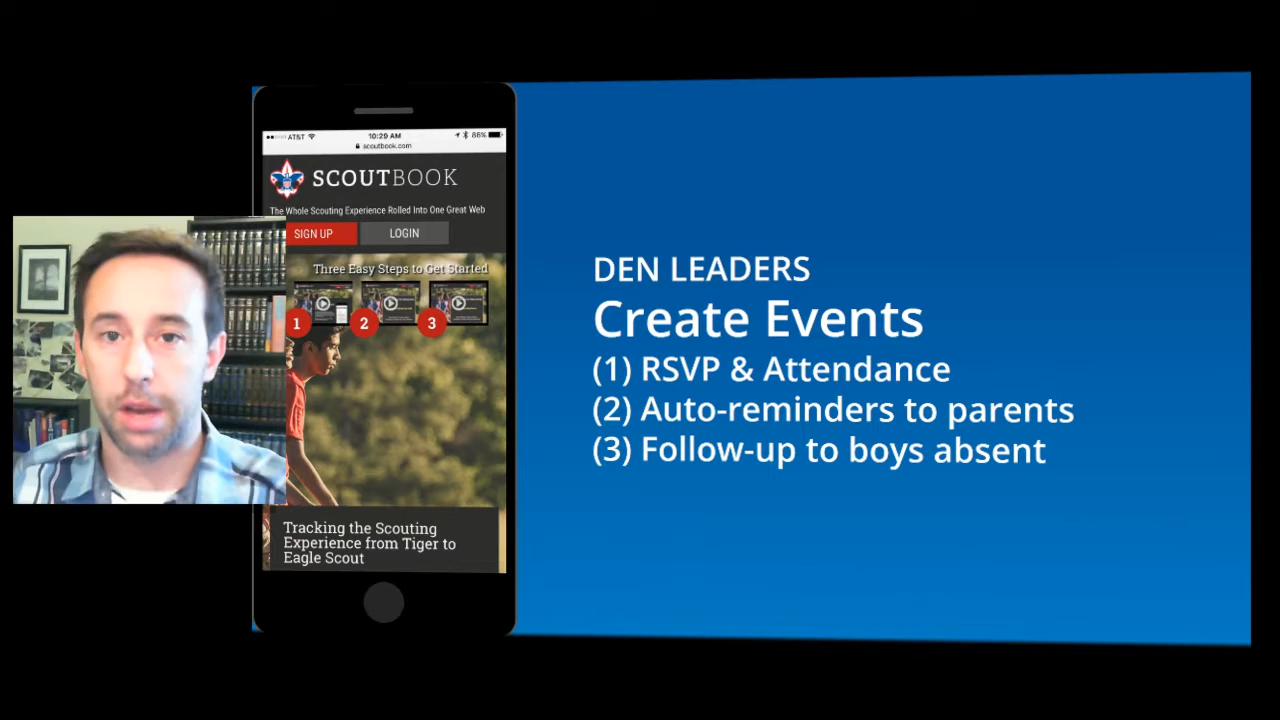 AT&T
10:29 AM
86%
scoutbook.com
SCOUTBOOK
The Whole Scouting Experience Rolled Into One Great Web
SIGN UP
LOGIN
Three Easy Steps to Get Started
1
2
3
Tracking the Scouting
Experience from Tiger to
Eagle Scout
DEN LEADERS
Create Events
(1) RSVP & Attendance
(2) Auto-reminders to parents
(3) Follow-up to boys absent